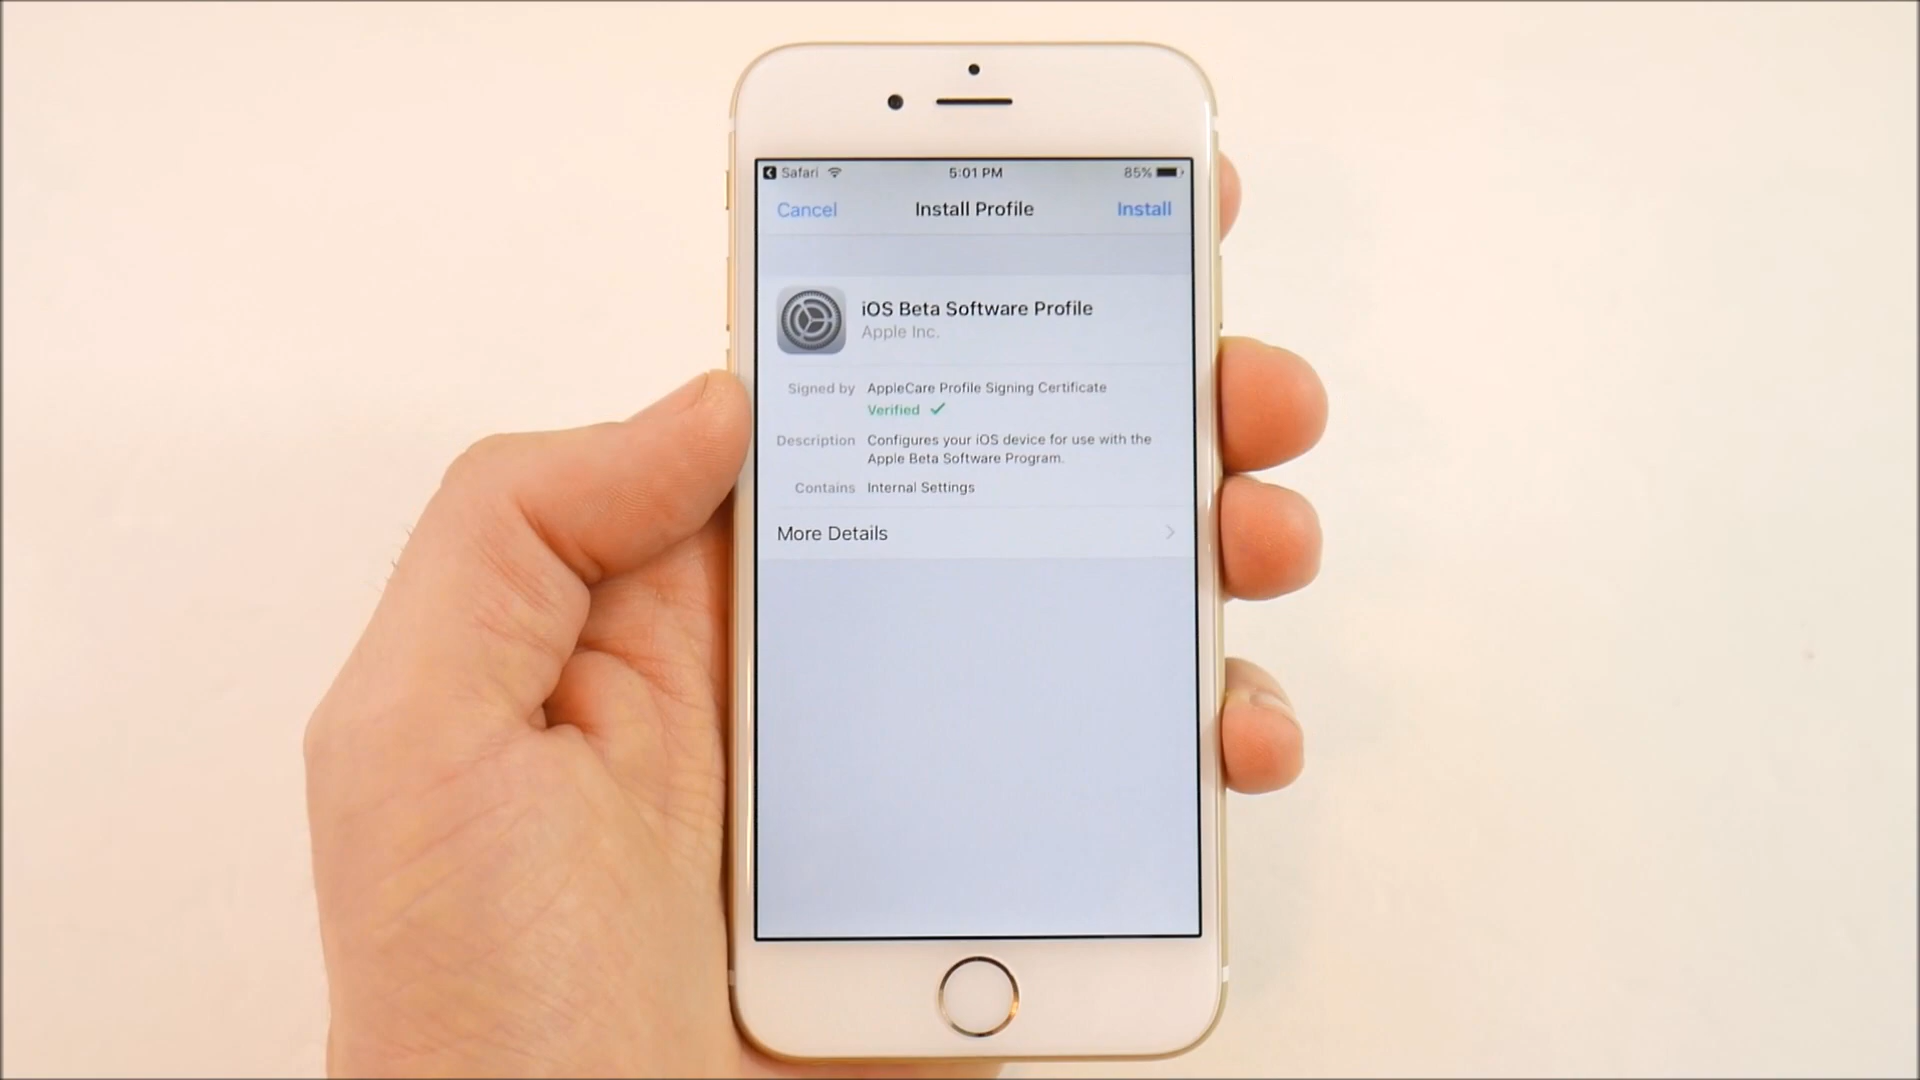 Safari 5:01 PM 85%
Cancel Install Profile Install
iOS Beta Software Profile
Apple Inc.
Signed by AppleCare Profile Signing Certificate
Verified
Description Configures your iOS device for use with the
Apple Beta Software Program.
Contains Internal Settings
More Details